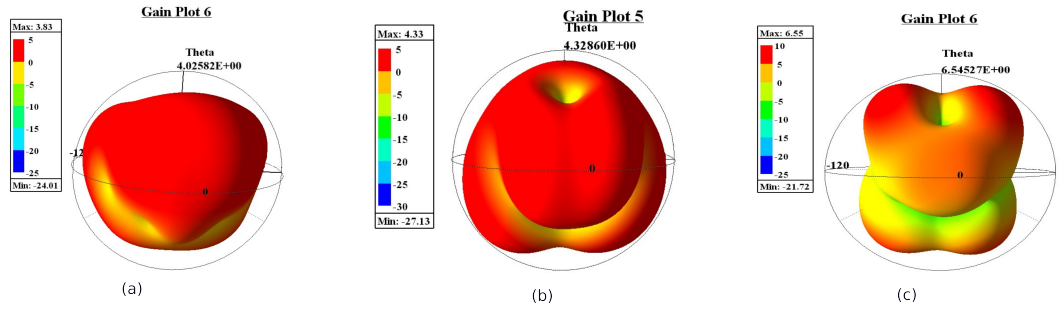 Gain Plot 6
Max: 3.83
5
0
-5
-10
-15
-20
-25
Min: -24.01
Theta
4.02582E+00
-12
0
(a)
Gain Plot 5
Max: 4.33
5
0
-5
-10
-15
-20
-25
-30
Min: -27.13
Theta
4.32860E+00
0
(b)
Gain Plot 6
Max: 6.55
10
5
0
-5
-10
-15
-20
-25
Min: -21.72
Theta
6.54527E+00
-120
0
(c)